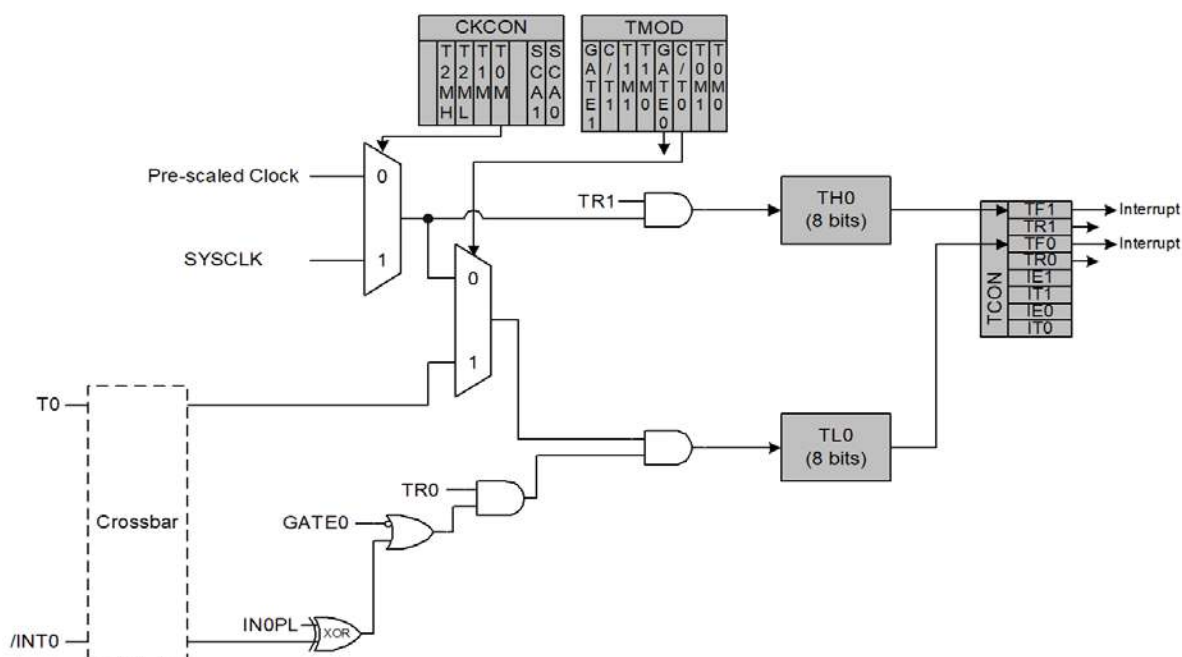 CKCON
T2MH T2ML T1M T0M SCA1 SCA0
TMOD
GATE1 C/T1 T1M1 T1M0 GATE0 C/T0 T0M1 T0M0
Pre-scaled Clock
0
SYSCLK
1
TR1
TH0
(8 bits)
0
1
TCON
TF1
TR1
TF0
TR0
IE1
IT1
IE0
IT0
Interrupt
Interrupt
T0
Crossbar
TL0
(8 bits)
TR0
GATE0
IN0PL
XOR
/INT0